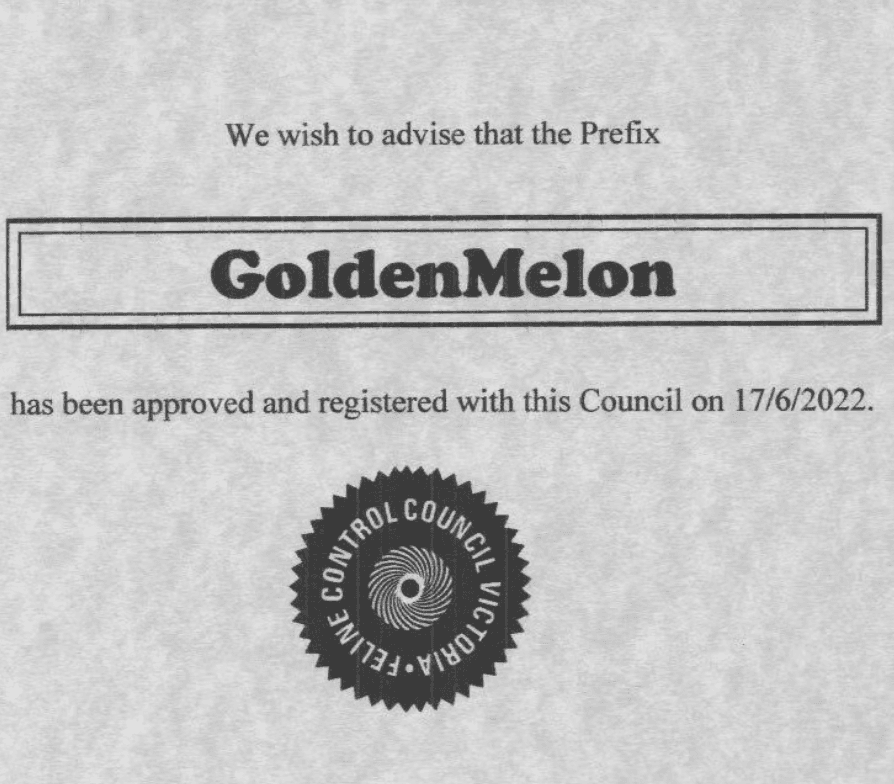 We wish to advise that the Prefix
GoldenMelon
has been approved and registered with this Council on 17/6/2022.
FELINE CONTROL COUNCIL VICTORIA •